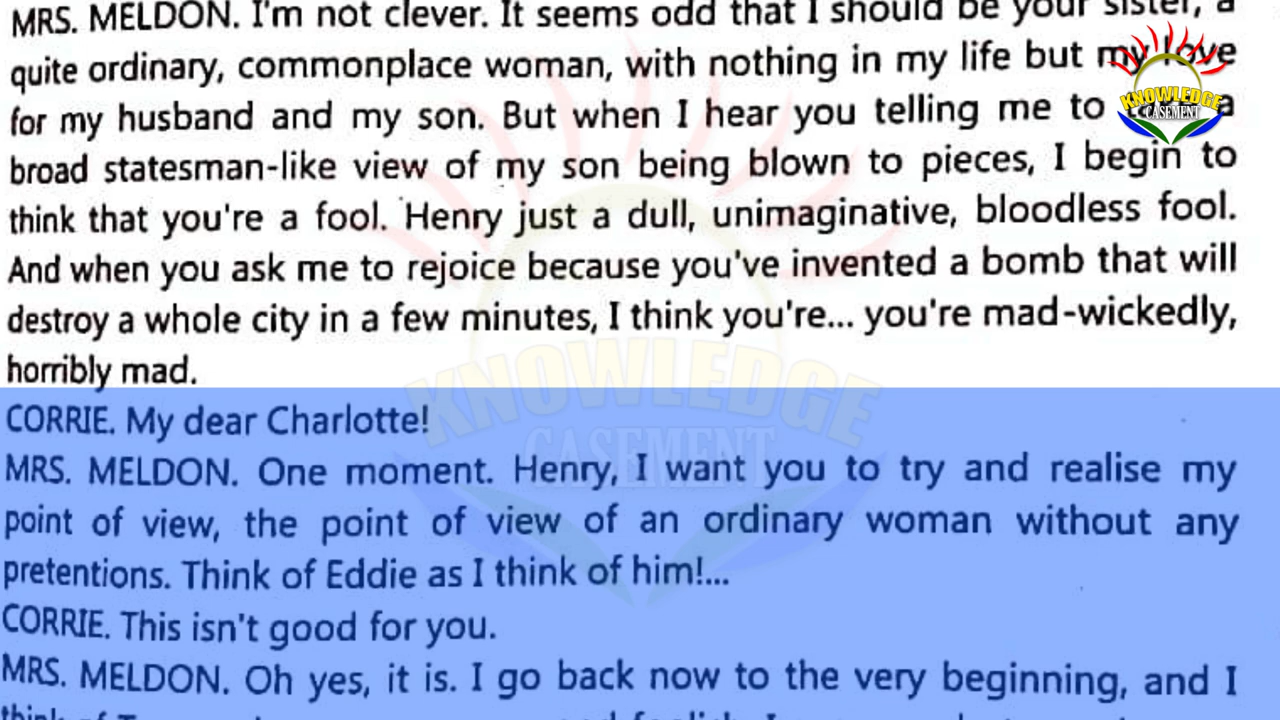 MRS. MELDON. I'm not clever. It seems odd that I should be your sister, a
quite ordinary, commonplace woman, with nothing in my life but my love
for my husband and my son. But when I hear you telling me to a
broad statesman-like view of my son being blown to pieces, I begin to
think that you're a fool. Henry just a dull, unimaginative, bloodless fool.
And when you ask me to rejoice because you've invented a bomb that will
destroy a whole city in a few minutes, I think you're... you're mad-wickedly,
horribly mad.
CORRIE. My dear Charlotte!
MRS. MELDON. One moment. Henry, I want you to try and realise my
point of view, the point of view of an ordinary woman without any
pretentions. Think of Eddie as I think of him!...
CORRIE. This isn't good for you.
MRS. MELDON. Oh yes, it is. I go back now to the very beginning, and I
KNOWLEDGE
CASEMENT
KNOWLEDGE
CASEMENT